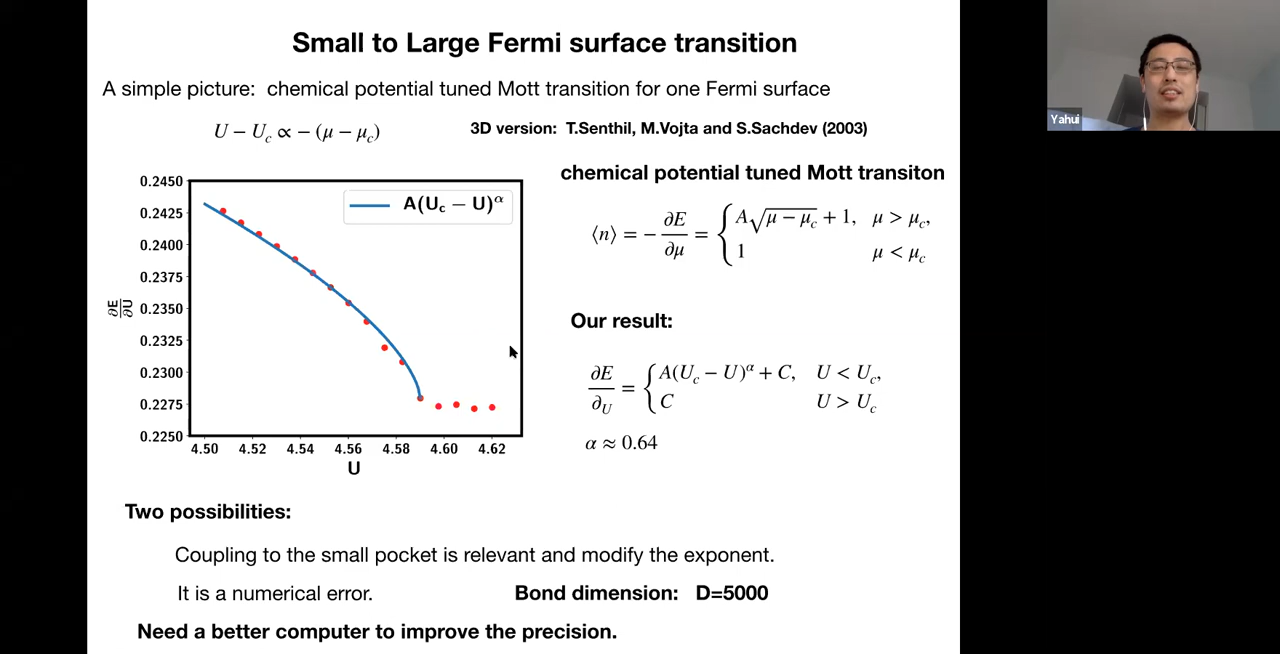 Small to Large Fermi surface transition
A simple picture: chemical potential tuned Mott transition for one Fermi surface
U − U_c ∝ − (μ − μ_c)
3D version: T.Senthil, M.Vojta and S.Sachdev (2003)
Yahui
chemical potential tuned Mott transiton
⟨n⟩ = − ∂E/∂μ = { A√(μ − μ_c) + 1, μ > μ_c,
1 μ < μ_c
A(U_c − U)^α
0.2450
0.2425
0.2400
0.2375
0.2350
0.2325
0.2300
0.2275
0.2250
∂E/∂U
4.50 4.52 4.54 4.56 4.58 4.60 4.62
U
Our result:
∂E/∂_U = { A(U_c − U)^α + C, U < U_c,
C U > U_c
α ≈ 0.64
Two possibilities:
Coupling to the small pocket is relevant and modify the exponent.
It is a numerical error.
Bond dimension: D=5000
Need a better computer to improve the precision.